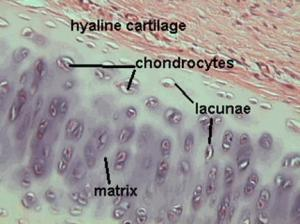 hyaline cartilage
chondrocytes
lacunae
matrix